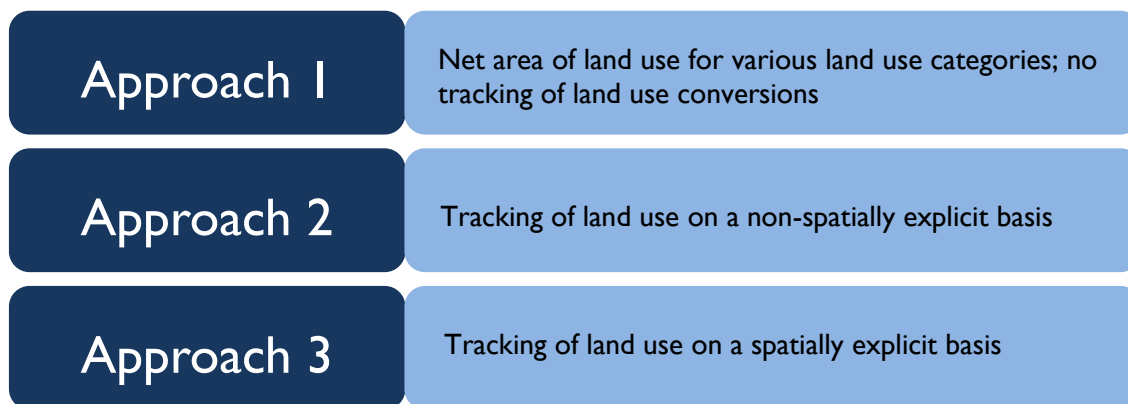 Approach 1
Net area of land use for various land use categories; no
tracking of land use conversions
Approach 2
Tracking of land use on a non-spatially explicit basis
Approach 3
Tracking of land use on a spatially explicit basis